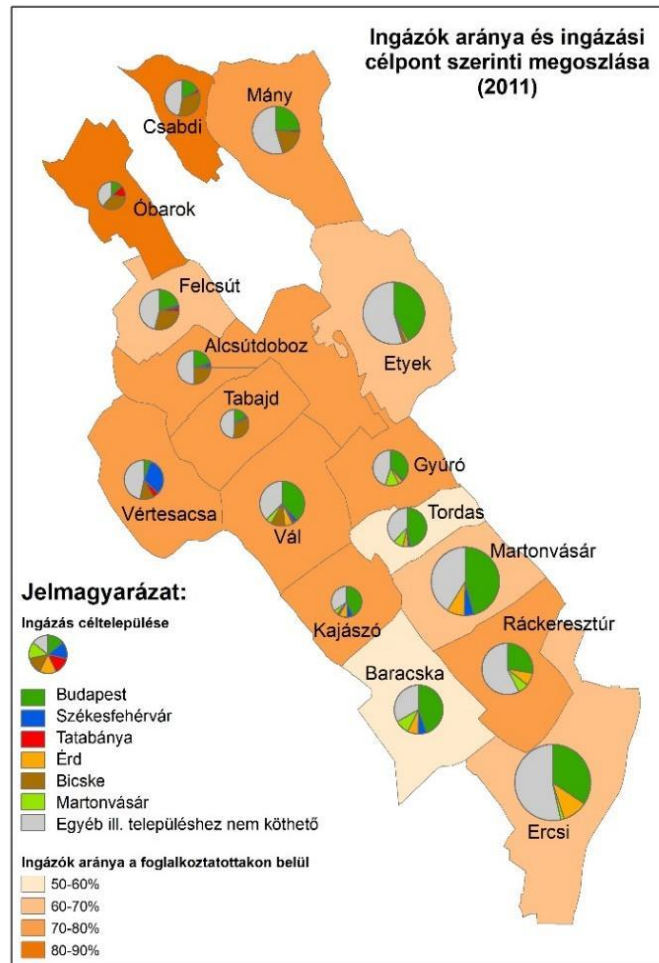 Ingázók aránya és ingázási
célpont szerinti megoszlása
(2011)
Mány
Csabdi
Óbarok
Felcsút
Etyek
Alcsútdoboz
Tabajd
Gyúró
Vértesacsa
Vál
Tordas
Martonvásár
Kajászó
Ráckeresztúr
Baracska
Ercsi
Jelmagyarázat:
Ingázás céltelepülése
Budapest
Székesfehérvár
Tatabánya
Érd
Bicske
Martonvásár
Egyéb ill. településhez nem köthető
Ingázók aránya a foglalkoztatottakon belül
50-60%
60-70%
70-80%
80-90%